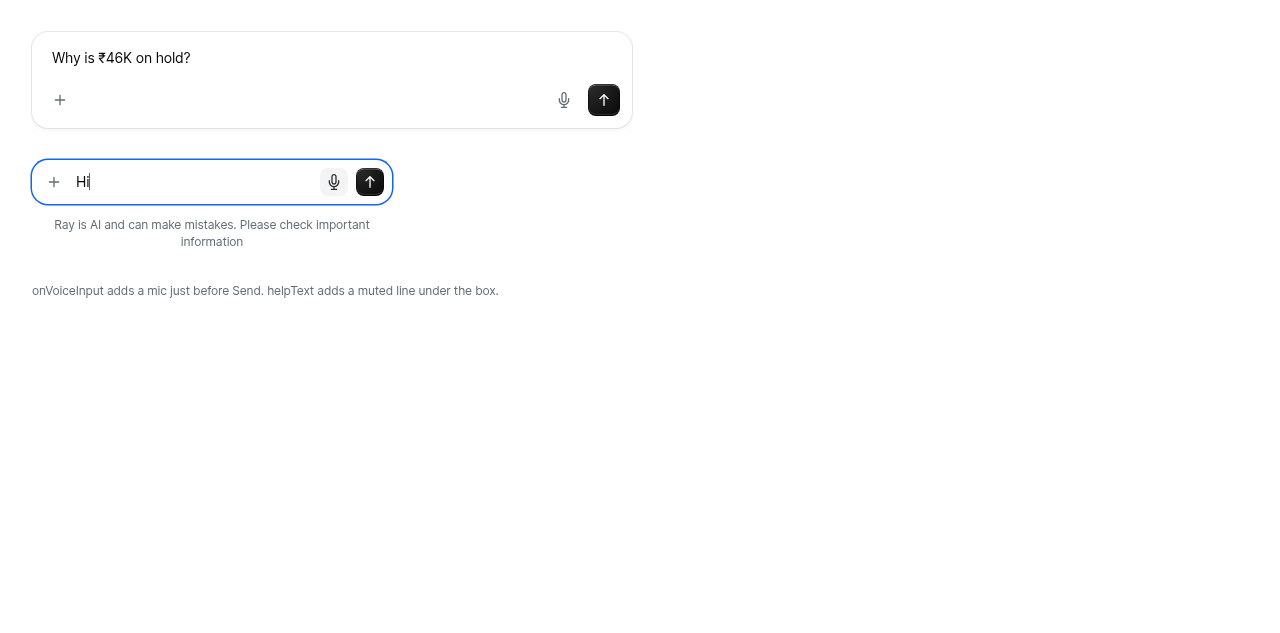 Why is ₹46K on hold?
Hi
Ray is AI and can make mistakes. Please check important
information
onVoiceInput adds a mic just before Send. helpText adds a muted line under the box.